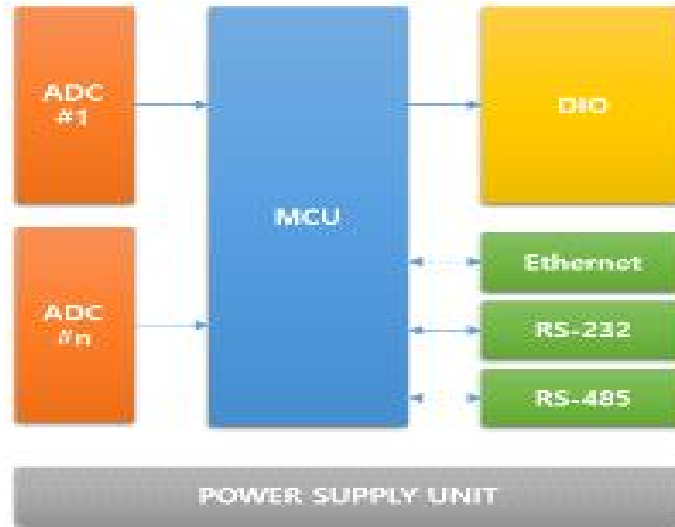 ADC
#1
MCU
DIO
ADC
#n
Ethernet
RS-232
RS-485
POWER SUPPLY UNIT